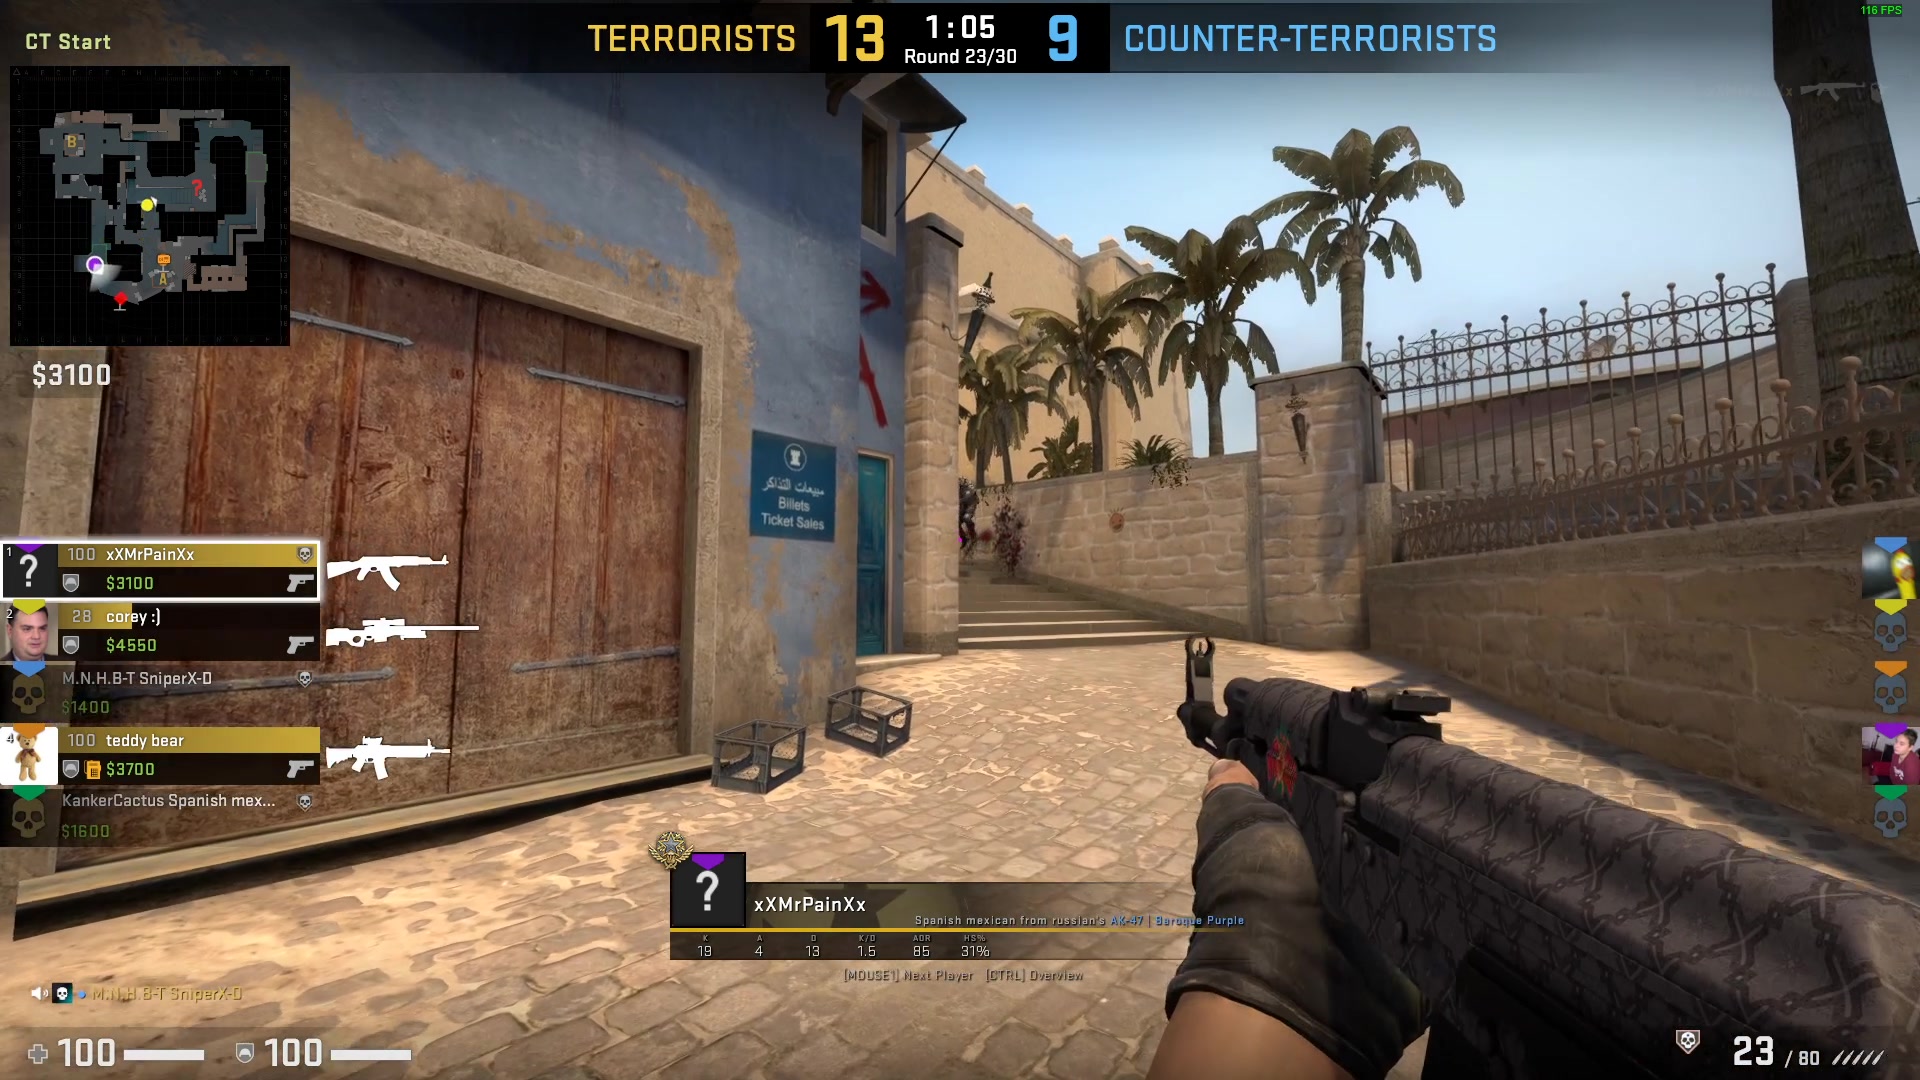 116 FPS
CT Start
TERRORISTS 13 1:05 9 COUNTER-TERRORISTS
Round 23/30
B
?
A
$3100
مبيعات التذاكر
Billets
Ticket Sales
1 ? 100 xXMrPainXx
$3100
2 28 corey :)
$4550
M.N.H.B-T SniperX-D
$1400
4 100 teddy bear
$3700
KankerCactus Spanish mex...
$1600
? xXMrPainXx
Spanish mexican from russian's AK-47 | Baroque Purple
K A D K/D ADR HS%
19 4 13 1.5 85 31%
[MOUSE1] Next Player [CTRL] Overview
M.N.H.B-T SniperX-D
100 100
23 / 80